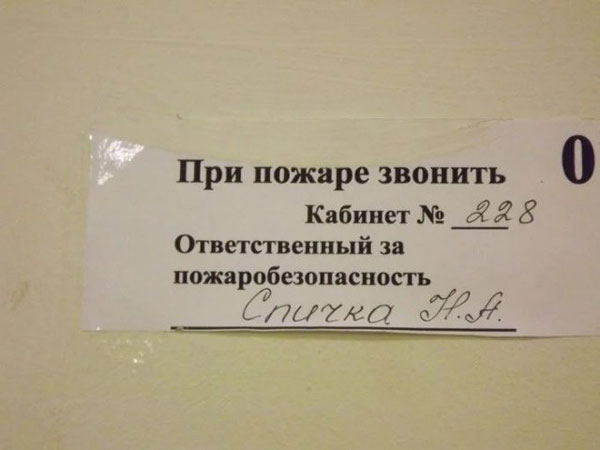 При пожаре звонить 0
Кабинет № 228
Ответственный за
пожаробезопасность
Спичка Н.А.